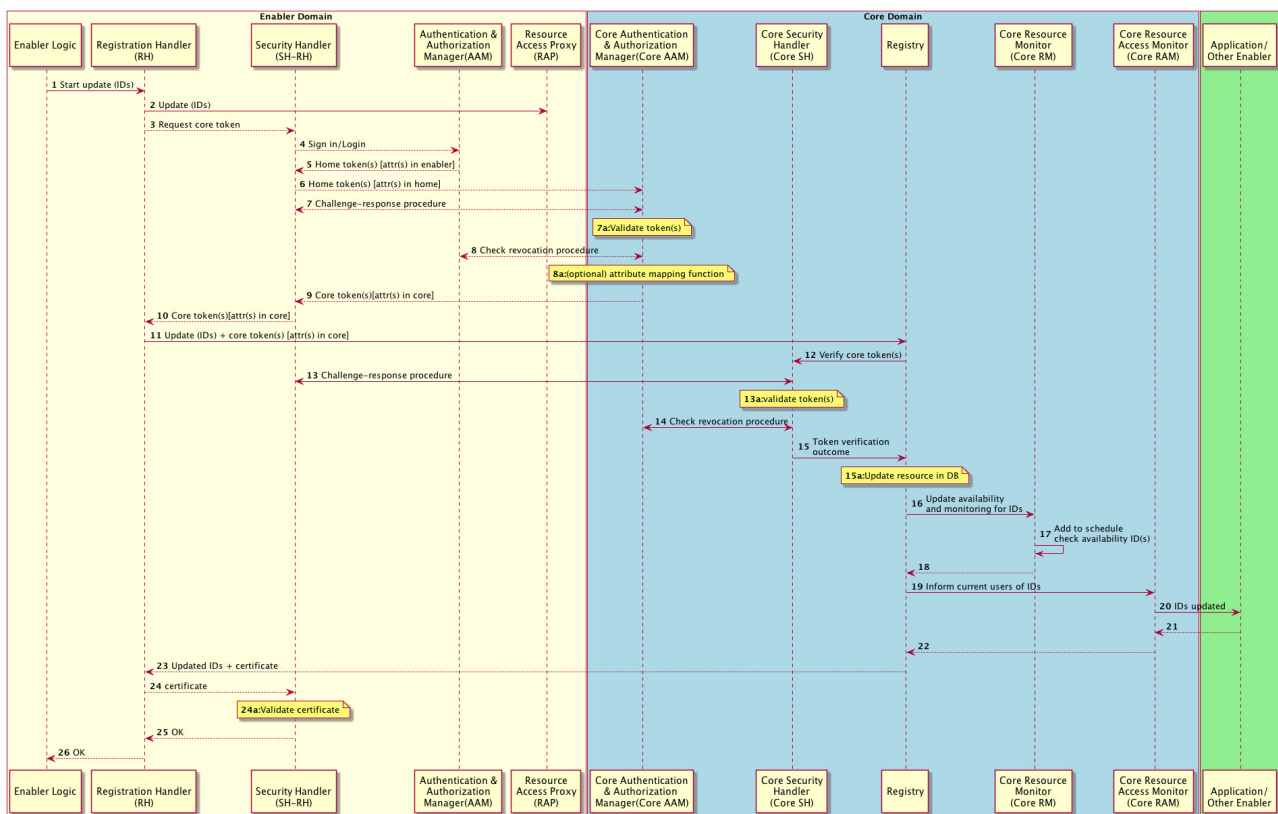 Enabler Domain
Core Domain
Enabler Logic
Registration Handler
(RH)
Security Handler
(SH-RH)
Authentication &
Authorization
Manager(AAM)
Resource
Access Proxy
(RAP)
Core Authentication
& Authorization
Manager(Core AAM)
Core Security
Handler
(Core SH)
Registry
Core Resource
Monitor
(Core RM)
Core Resource
Access Monitor
(Core RAM)
Application/
Other Enabler
1 Start update (IDs)
2 Update (IDs)
3 Request core token
4 Sign in/Login
5 Home token(s) [attr(s) in enabler]
6 Home token(s) [attr(s) in home]
7 Challenge-response procedure
7a:Validate token(s)
8 Check revocation procedure
8a:(optional) attribute mapping function
9 Core token(s)[attr(s) in core]
10 Core token(s)[attr(s) in core]
11 Update (IDs) + core token(s) [attr(s) in core]
12 Verify core token(s)
13 Challenge-response procedure
13a:validate token(s)
14 Check revocation procedure
15 Token verification
outcome
15a:Update resource in DB
16 Update availability
and monitoring for IDs
17 Add to schedule
check availability ID(s)
18
19 Inform current users of IDs
20 IDs updated
21
22
23 Updated IDs + certificate
24 certificate
24a:Validate certificate
25 OK
26 OK
Enabler Logic
Registration Handler
(RH)
Security Handler
(SH-RH)
Authentication &
Authorization
Manager(AAM)
Resource
Access Proxy
(RAP)
Core Authentication
& Authorization
Manager(Core AAM)
Core Security
Handler
(Core SH)
Registry
Core Resource
Monitor
(Core RM)
Core Resource
Access Monitor
(Core RAM)
Application/
Other Enabler